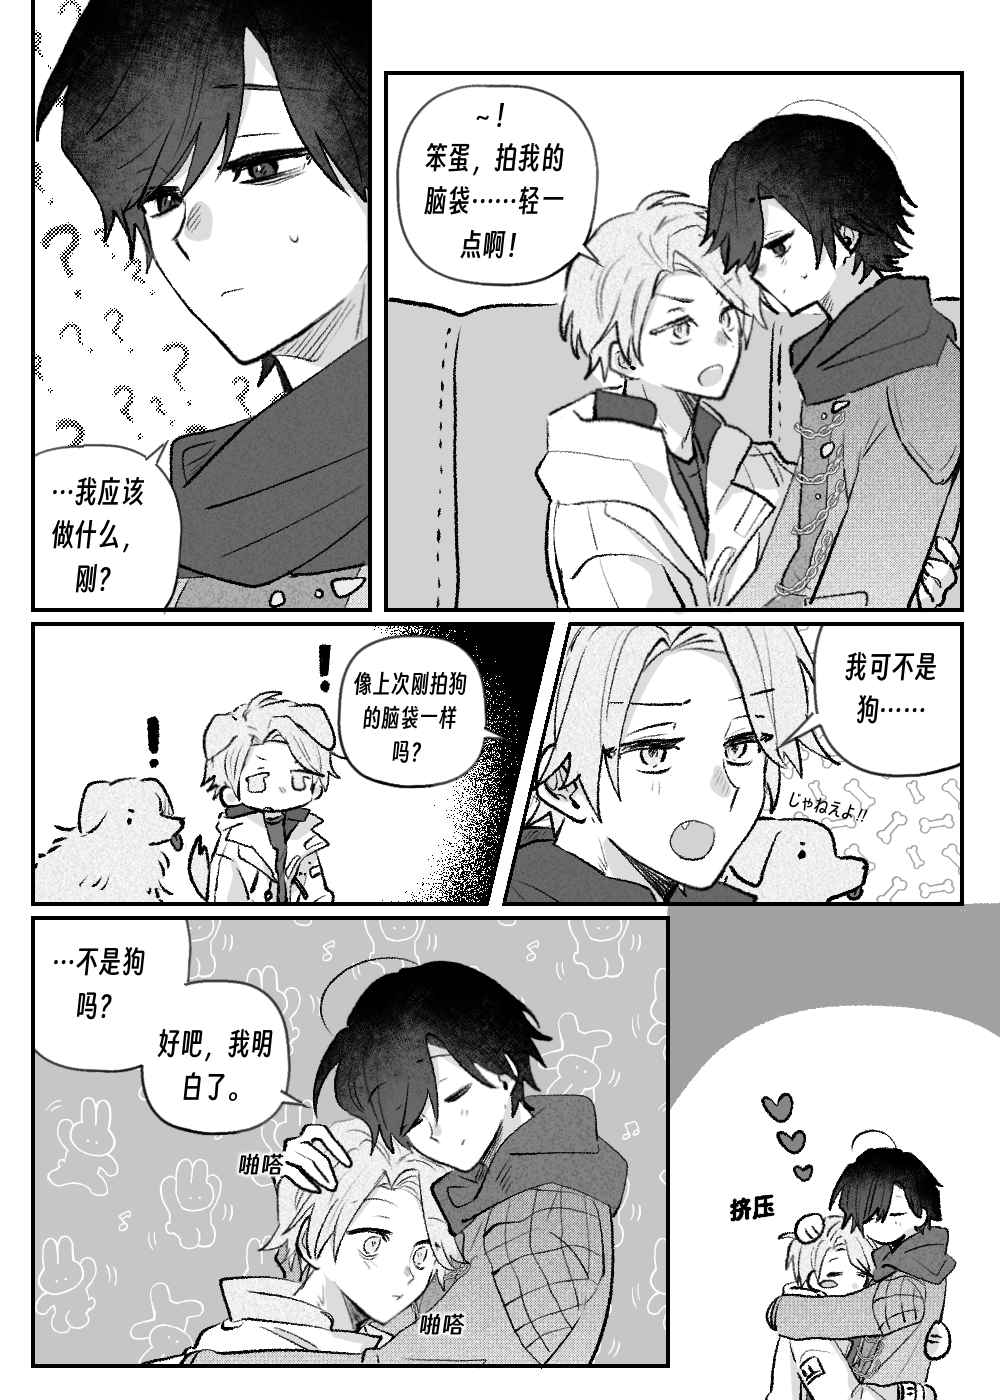 ~！
笨蛋，拍我的
脑袋……轻一
点啊！
…我应该
做什么，
刚？
我可不是
狗……
じゃねえよ!!
像上次刚拍狗
的脑袋一样
吗？
…不是狗
吗？
好吧，我明
白了。
啪嗒
啪嗒
挤压